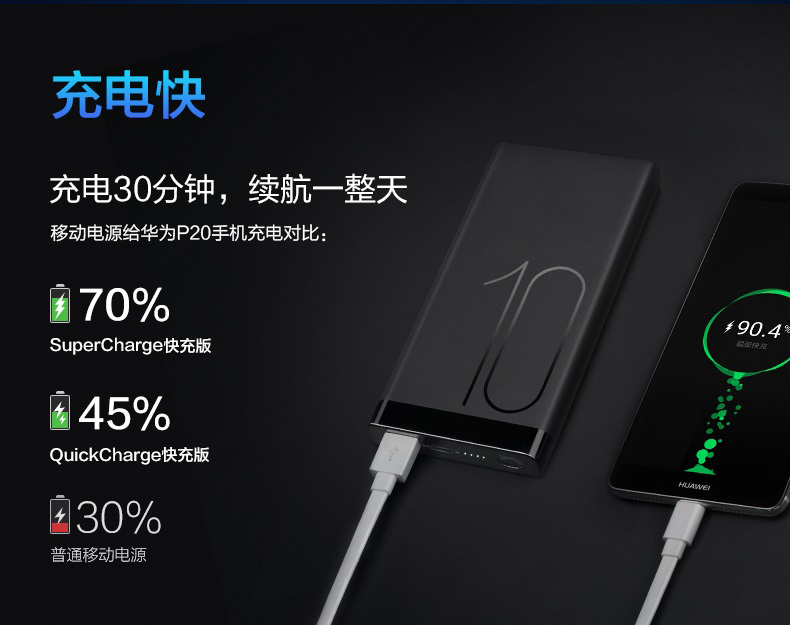 充电快
充电30分钟，续航一整天
移动电源给华为P20手机充电对比：
70%
SuperCharge快充版
45%
QuickCharge快充版
30%
普通移动电源
10
90.4%
超级快充
HUAWEI